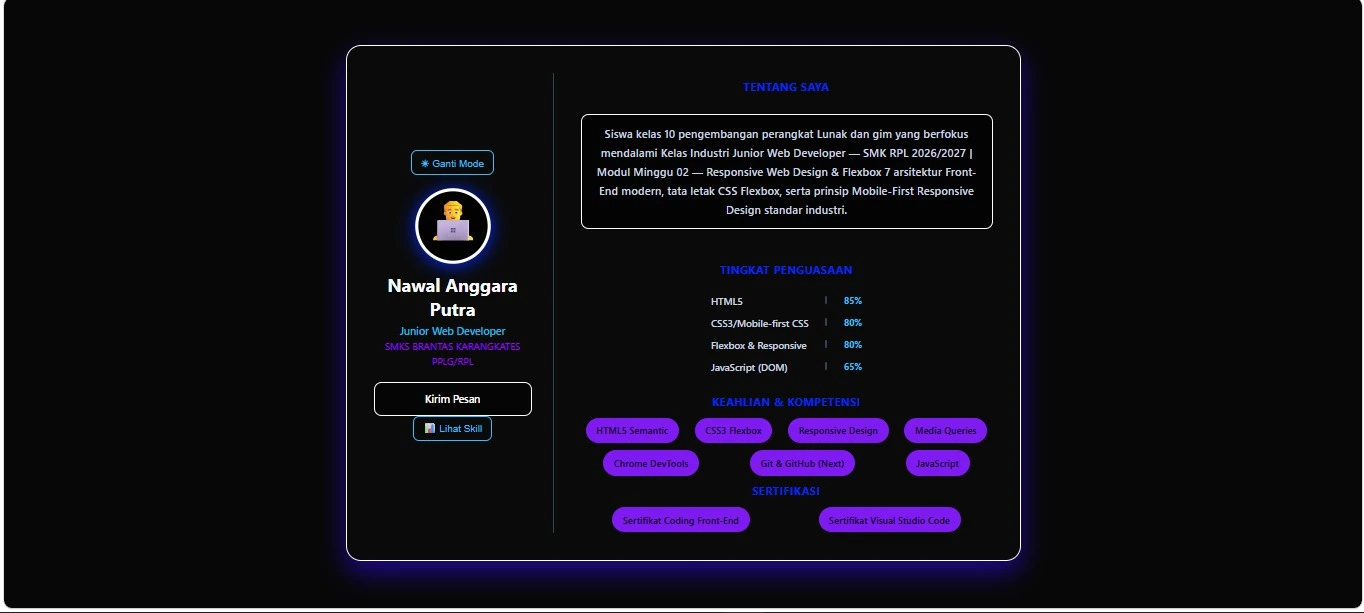 ☀ Ganti Mode
Nawal Anggara
Putra
Junior Web Developer
SMKS BRANTAS KARANGKATES
PPLG/RPL
Kirim Pesan
📊 Lihat Skill
TENTANG SAYA
Siswa kelas 10 pengembangan perangkat Lunak dan gim yang berfokus
mendalami Kelas Industri Junior Web Developer — SMK RPL 2026/2027 |
Modul Minggu 02 — Responsive Web Design & Flexbox 7 arsitektur Front-
End modern, tata letak CSS Flexbox, serta prinsip Mobile-First Responsive
Design standar industri.
TINGKAT PENGUASAAN
HTML5 | 85%
CSS3/Mobile-first CSS | 80%
Flexbox & Responsive | 80%
JavaScript (DOM) | 65%
KEAHLIAN & KOMPETENSI
HTML5 Semantic CSS3 Flexbox Responsive Design Media Queries
Chrome DevTools Git & GitHub (Next) JavaScript
SERTIFIKASI
Sertifikat Coding Front-End Sertifikat Visual Studio Code